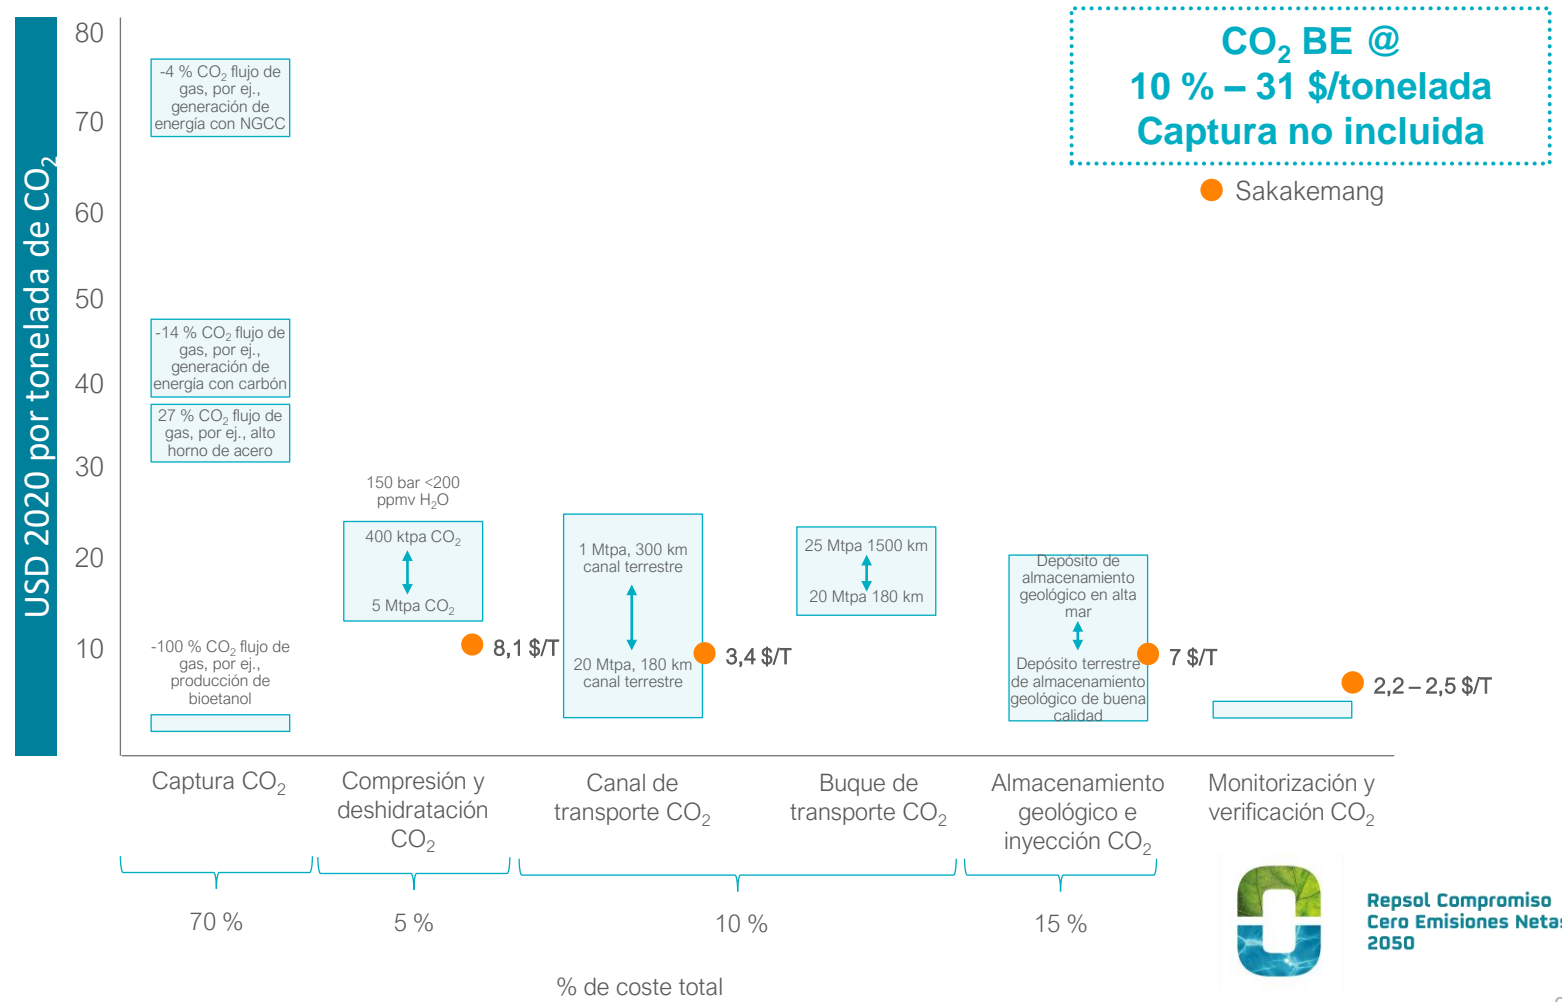 USD 2020 por tonelada de CO₂
80
70
60
50
40
30
20
10
-4 % CO₂ flujo de
gas, por ej.,
generación de
energía con NGCC
-14 % CO₂ flujo de
gas, por ej.,
generación de
energía con carbón
27 % CO₂ flujo de
gas, por ej., alto
horno de acero
-100 % CO₂ flujo de
gas, por ej.,
producción de
bioetanol
150 bar <200
ppmv H₂O
400 ktpa CO₂
5 Mtpa CO₂
8,1 $/T
1 Mtpa, 300 km
canal terrestre
20 Mtpa, 180 km
canal terrestre
3,4 $/T
25 Mtpa 1500 km
20 Mtpa 180 km
Depósito de
almacenamiento
geológico en alta
mar
Depósito terrestre
de almacenamiento
geológico de buena
calidad
7 $/T
2,2 – 2,5 $/T
CO₂ BE @
10 % – 31 $/tonelada
Captura no incluida
Sakakemang
Captura CO₂
Compresión y
deshidratación
CO₂
Canal de
transporte CO₂
Buque de
transporte CO₂
Almacenamiento
geológico e
inyección CO₂
Monitorización y
verificación CO₂
70 %
5 %
10 %
15 %
% de coste total
Repsol Compromiso
Cero Emisiones Netas
2050